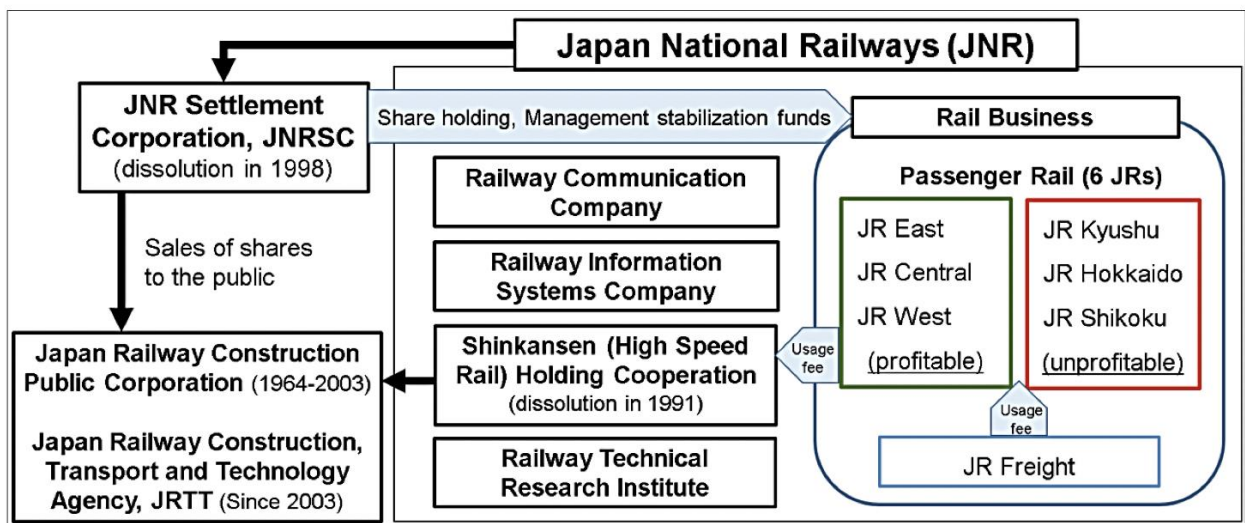 Japan National Railways (JNR)
JNR Settlement
Corporation, JNRSC
(dissolution in 1998)
Share holding, Management stabilization funds
Rail Business
Railway Communication
Company
Railway Information
Systems Company
Shinkansen (High Speed
Rail) Holding Cooperation
(dissolution in 1991)
Railway Technical
Research Institute
Passenger Rail (6 JRs)
JR East
JR Central
JR West
(profitable)
JR Kyushu
JR Hokkaido
JR Shikoku
(unprofitable)
Usage
fee
Usage
fee
JR Freight
Sales of shares
to the public
Japan Railway Construction
Public Corporation (1964-2003)
Japan Railway Construction,
Transport and Technology
Agency, JRTT (Since 2003)